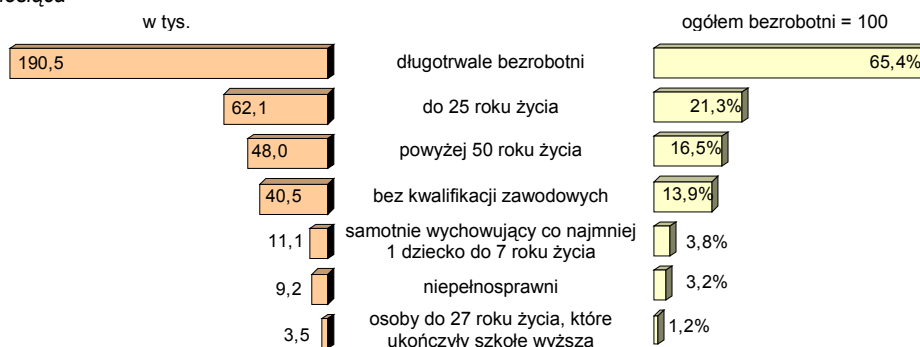 w tys. ogółem bezrobotni = 100
190,5 długotrwale bezrobotni 65,4%
62,1 do 25 roku życia 21,3%
48,0 powyżej 50 roku życia 16,5%
40,5 bez kwalifikacji zawodowych 13,9%
samotnie wychowujący co najmniej
11,1 1 dziecko do 7 roku życia 3,8%
9,2 niepełnosprawni 3,2%
osoby do 27 roku życia, które
3,5 ukończyły szkołę wyższą 1,2%